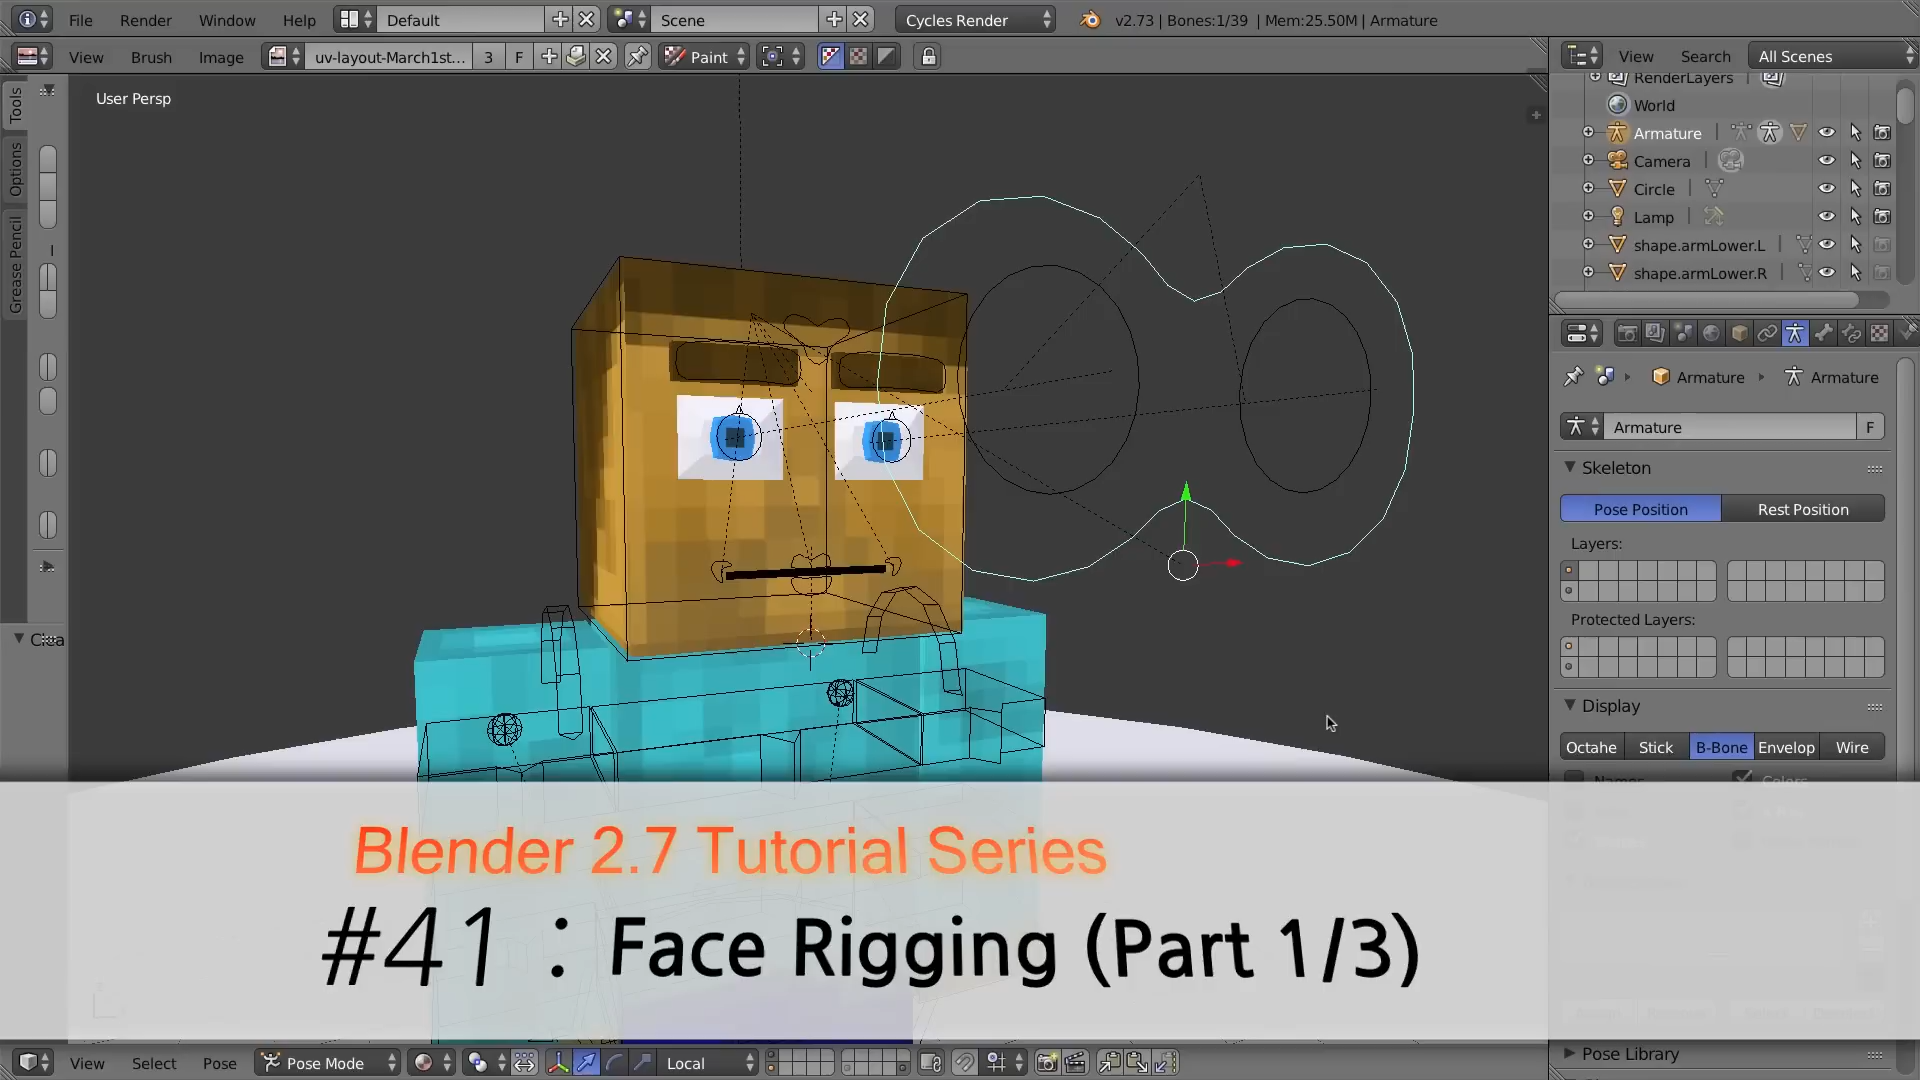 File Render Window Help Default Scene Cycles Render v2.73 | Bones:1/39 | Mem:25.50M | Armature
View Brush Image uv-layout-March1st... 3 F Paint View Search All Scenes
User Persp
Tools
Options
Grease Pencil
RenderLayers
World
Armature
Camera
Circle
Lamp
shape.armLower.L
shape.armLower.R
Armature Armature
Armature F
Skeleton
Pose Position Rest Position
Layers:
Protected Layers:
Display
Octahe Stick B-Bone Envelop Wire
Names Colors
Blender 2.7 Tutorial Series
#41 : Face Rigging (Part 1/3)
View Select Pose Pose Mode Local
Pose Library